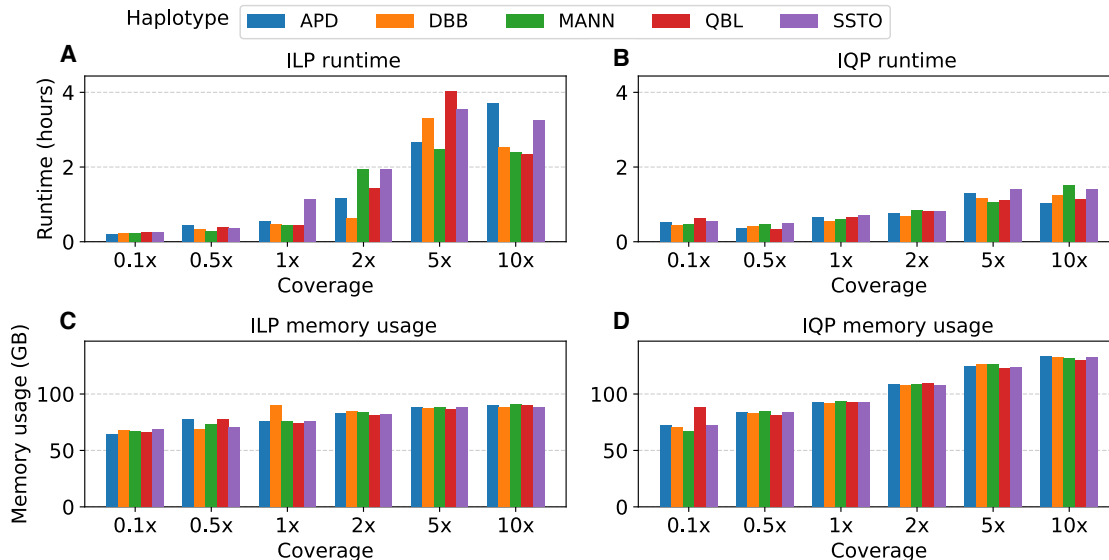 Haplotype APD DBB MANN QBL SSTO
A
ILP runtime
Runtime (hours)
4
2
0
0.1x 0.5x 1x 2x 5x 10x
Coverage
B
IQP runtime
4
2
0
0.1x 0.5x 1x 2x 5x 10x
Coverage
C
ILP memory usage
Memory usage (GB)
100
50
0
0.1x 0.5x 1x 2x 5x 10x
Coverage
D
IQP memory usage
100
50
0
0.1x 0.5x 1x 2x 5x 10x
Coverage